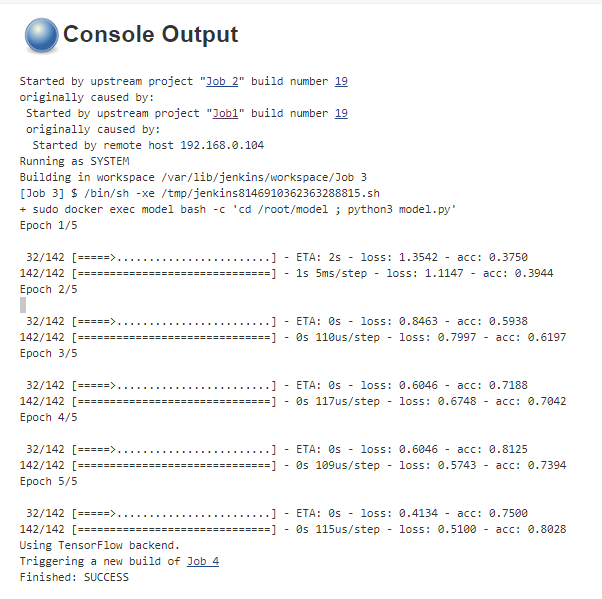 Console Output
Started by upstream project "Job 2" build number 19
originally caused by:
Started by upstream project "Job1" build number 19
originally caused by:
Started by remote host 192.168.0.104
Running as SYSTEM
Building in workspace /var/lib/jenkins/workspace/Job 3
[Job 3] $ /bin/sh -xe /tmp/jenkins8146910362363288815.sh
+ sudo docker exec model bash -c 'cd /root/model ; python3 model.py'
Epoch 1/5
32/142 [=====>........................] - ETA: 2s - loss: 1.3542 - acc: 0.3750
142/142 [==============================] - 1s 5ms/step - loss: 1.1147 - acc: 0.3944
Epoch 2/5
32/142 [=====>........................] - ETA: 0s - loss: 0.8463 - acc: 0.5938
142/142 [==============================] - 0s 110us/step - loss: 0.7997 - acc: 0.6197
Epoch 3/5
32/142 [=====>........................] - ETA: 0s - loss: 0.6046 - acc: 0.7188
142/142 [==============================] - 0s 117us/step - loss: 0.6748 - acc: 0.7042
Epoch 4/5
32/142 [=====>........................] - ETA: 0s - loss: 0.6046 - acc: 0.8125
142/142 [==============================] - 0s 109us/step - loss: 0.5743 - acc: 0.7394
Epoch 5/5
32/142 [=====>........................] - ETA: 0s - loss: 0.4134 - acc: 0.7500
142/142 [==============================] - 0s 115us/step - loss: 0.5100 - acc: 0.8028
Using TensorFlow backend.
Triggering a new build of Job 4
Finished: SUCCESS